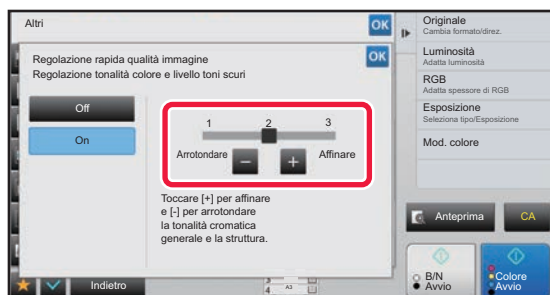 Altri
OK
Regolazione rapida qualità immagine
Regolazione tonalità colore e livello toni scuri
OK
Off
On
1 2 3
Arrotondare
−
+
Affinare
Toccare [+] per affinare
e [-] per arrotondare
la tonalità cromatica
generale e la struttura.
Indietro
3
4
A3
Originale
Cambia formato/direz.
Luminosità
Adatta luminosità
RGB
Adatta spessore di RGB
Esposizione
Seleziona tipo/Esposizione
Mod. colore
Anteprima
CA
B/N
Avvio
Colore
Avvio